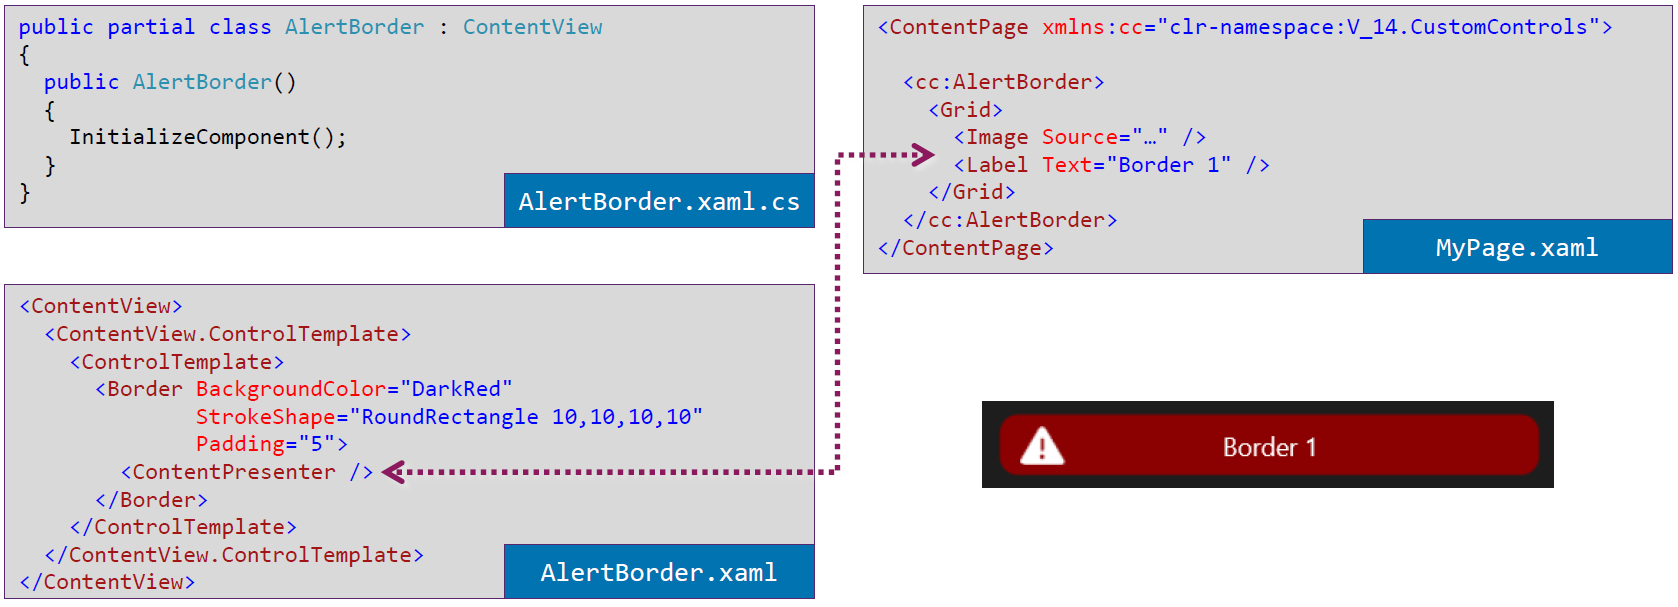 public partial class AlertBorder : ContentView
{
  public AlertBorder()
  {
    InitializeComponent();
  }
}
AlertBorder.xaml.cs
<ContentView>
  <ContentView.ControlTemplate>
    <ControlTemplate>
      <Border BackgroundColor="DarkRed"
              StrokeShape="RoundRectangle 10,10,10,10"
              Padding="5">
        <ContentPresenter />
      </Border>
    </ControlTemplate>
  </ContentView.ControlTemplate>
</ContentView>
AlertBorder.xaml
<ContentPage xmlns:cc="clr-namespace:V_14.CustomControls">

  <cc:AlertBorder>
    <Grid>
      <Image Source="…" />
      <Label Text="Border 1" />
    </Grid>
  </cc:AlertBorder>
</ContentPage>
MyPage.xaml
Border 1